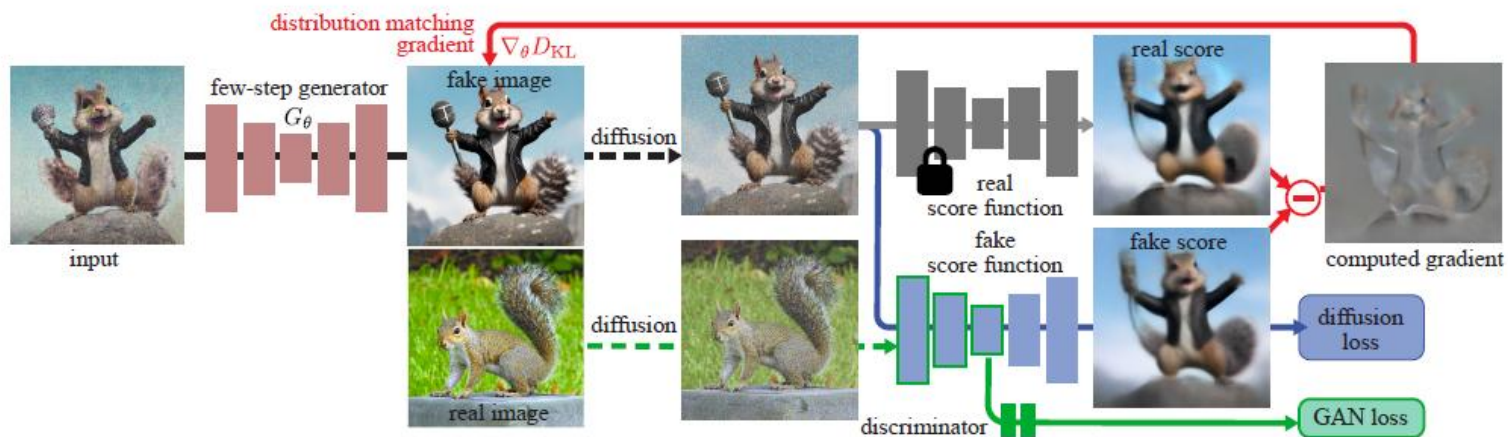 distribution matching
gradient
∇θ DKL
few-step generator
Gθ
input
fake image
diffusion
real
score function
real score
computed gradient
real image
diffusion
fake
score function
fake score
discriminator
diffusion
loss
GAN loss